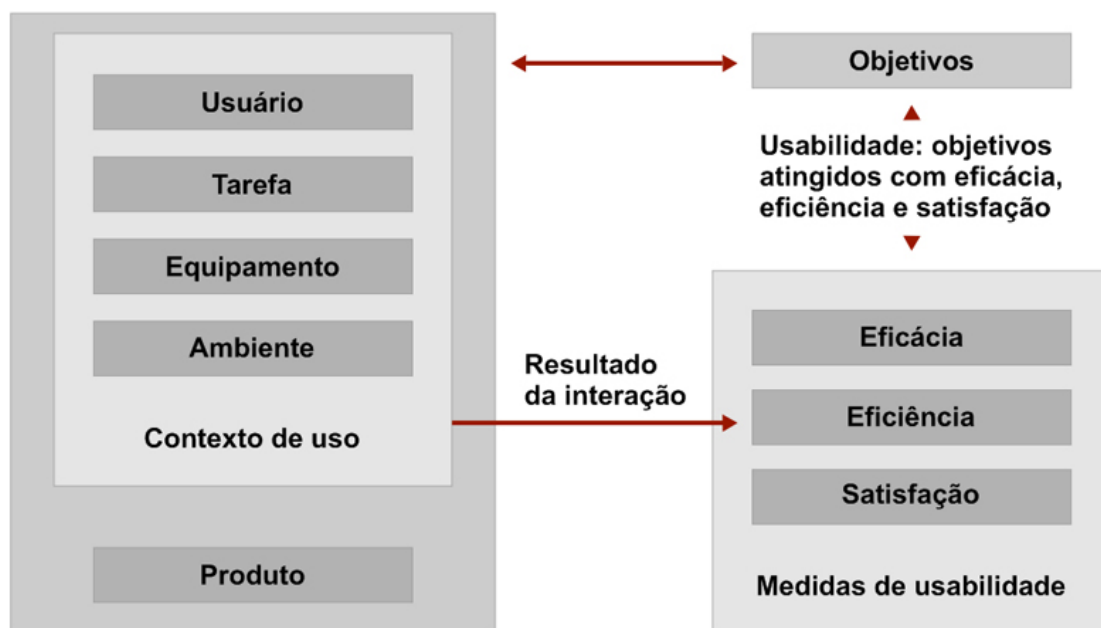 Usuário
Tarefa
Equipamento
Ambiente
Contexto de uso
Produto
Resultado
da interação
Objetivos
Usabilidade: objetivos
atingidos com eficácia,
eficiência e satisfação
Eficácia
Eficiência
Satisfação
Medidas de usabilidade